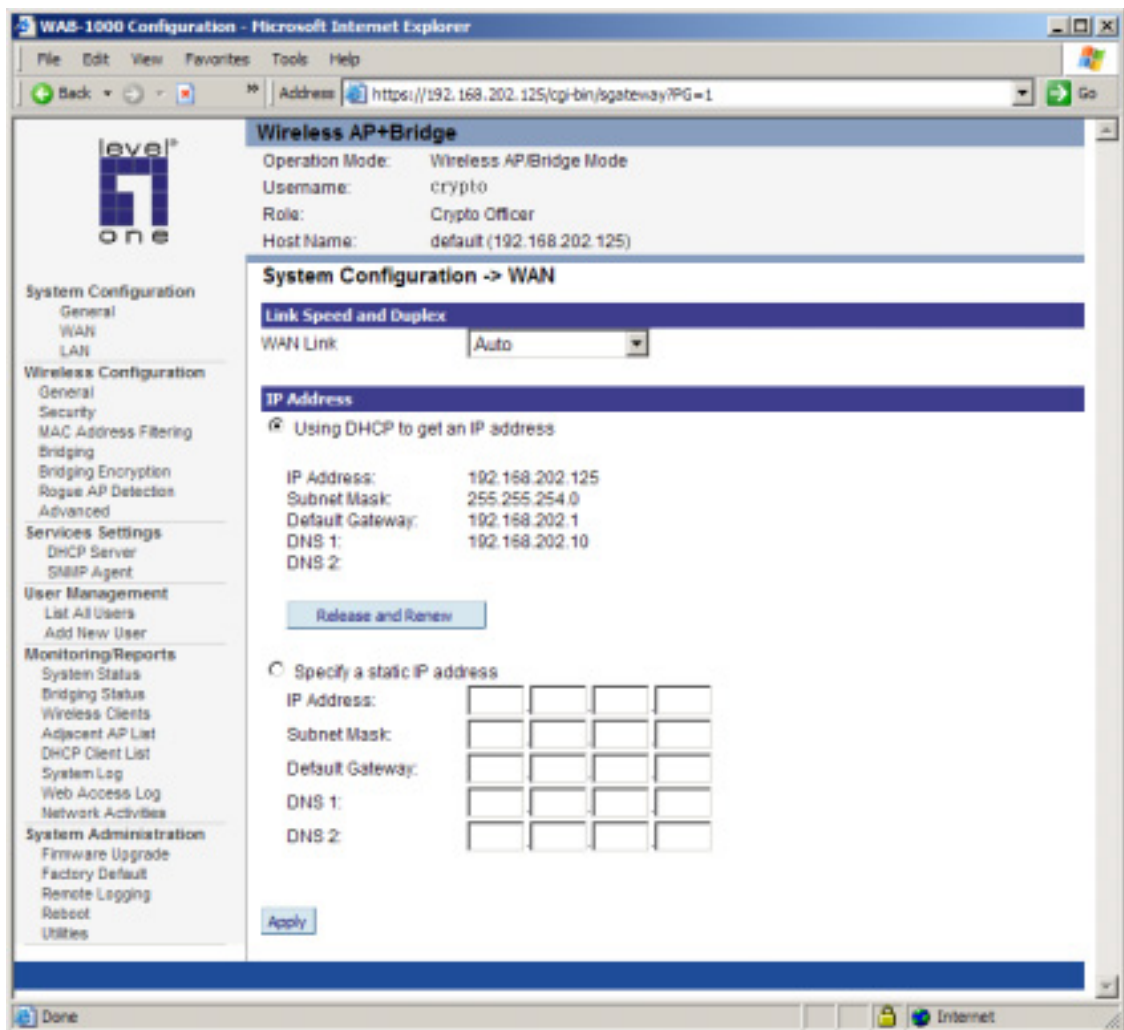 WAB-1000 Configuration - Microsoft Internet Explorer
File Edit View Favorites Tools Help
Back Address https://192.168.202.125/cgi-bin/sgateway?PG=1 Go
level
one
Wireless AP+Bridge
Operation Mode: Wireless AP/Bridge Mode
Username: crypto
Role: Crypto Officer
Host Name: default (192.168.202.125)
System Configuration
General
WAN
LAN
Wireless Configuration
General
Security
MAC Address Filtering
Bridging
Bridging Encryption
Rogue AP Detection
Advanced
Services Settings
DHCP Server
SNMP Agent
User Management
List All Users
Add New User
Monitoring/Reports
System Status
Bridging Status
Wireless Clients
Adjacent AP List
DHCP Client List
System Log
Web Access Log
Network Activities
System Administration
Firmware Upgrade
Factory Default
Remote Logging
Reboot
Utilities
System Configuration -> WAN
Link Speed and Duplex
WAN Link Auto
IP Address
Using DHCP to get an IP address
IP Address: 192.168.202.125
Subnet Mask: 255.255.254.0
Default Gateway: 192.168.202.1
DNS 1: 192.168.202.10
DNS 2:
Release and Renew
Specify a static IP address
IP Address:
Subnet Mask:
Default Gateway:
DNS 1:
DNS 2:
Apply
Done Internet